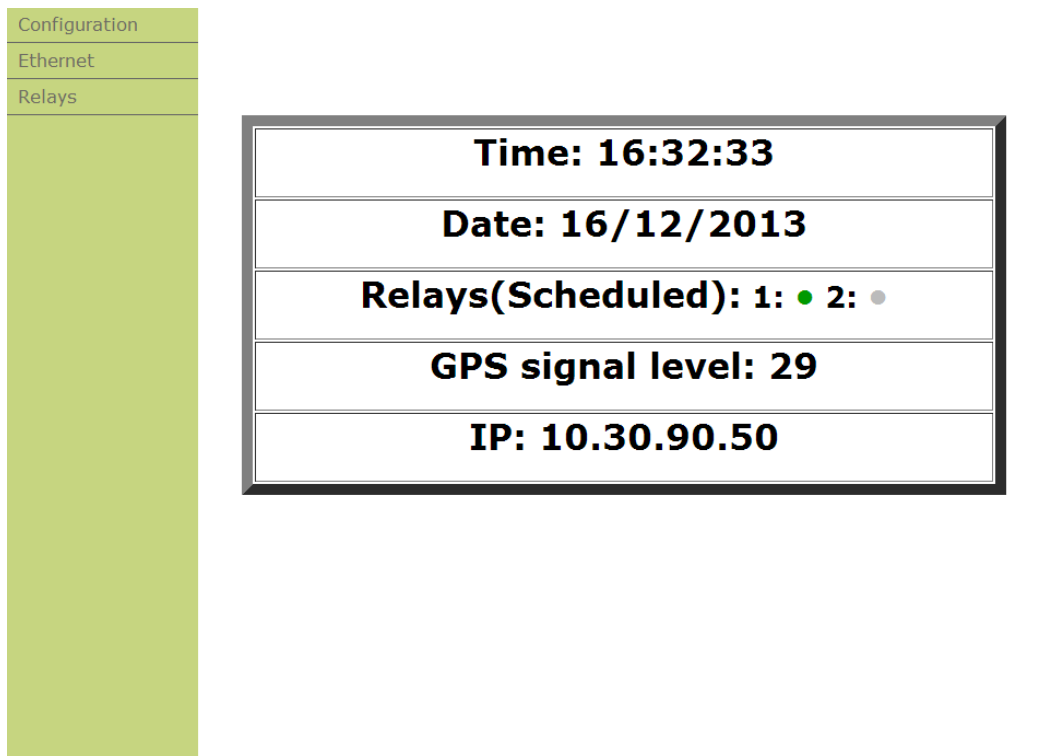 Configuration
Ethernet
Relays
Time: 16:32:33
Date: 16/12/2013
Relays(Scheduled): 1: ● 2: ●
GPS signal level: 29
IP: 10.30.90.50